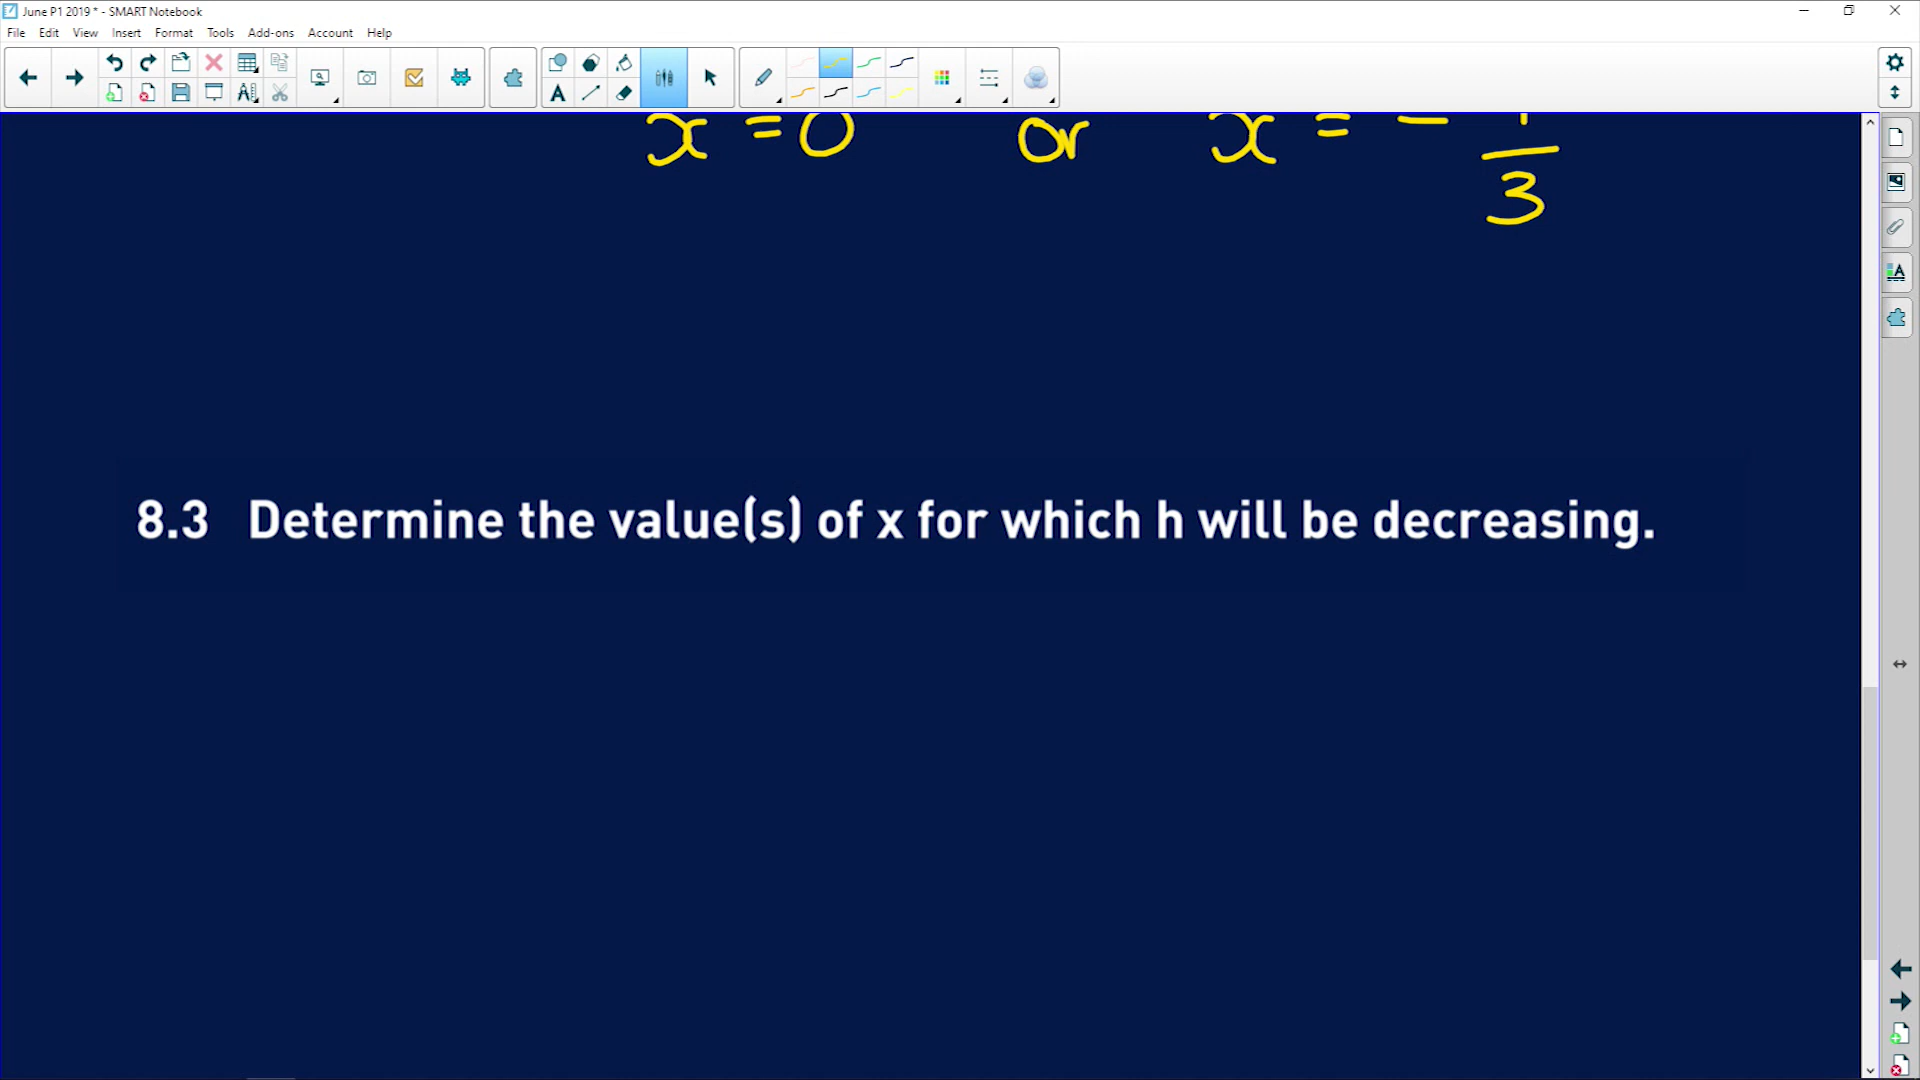 June P1 2019 * - SMART Notebook
File Edit View Insert Format Tools Add-ons Account Help
x = 0 or x = -
3
8.3 Determine the value(s) of x for which h will be decreasing.